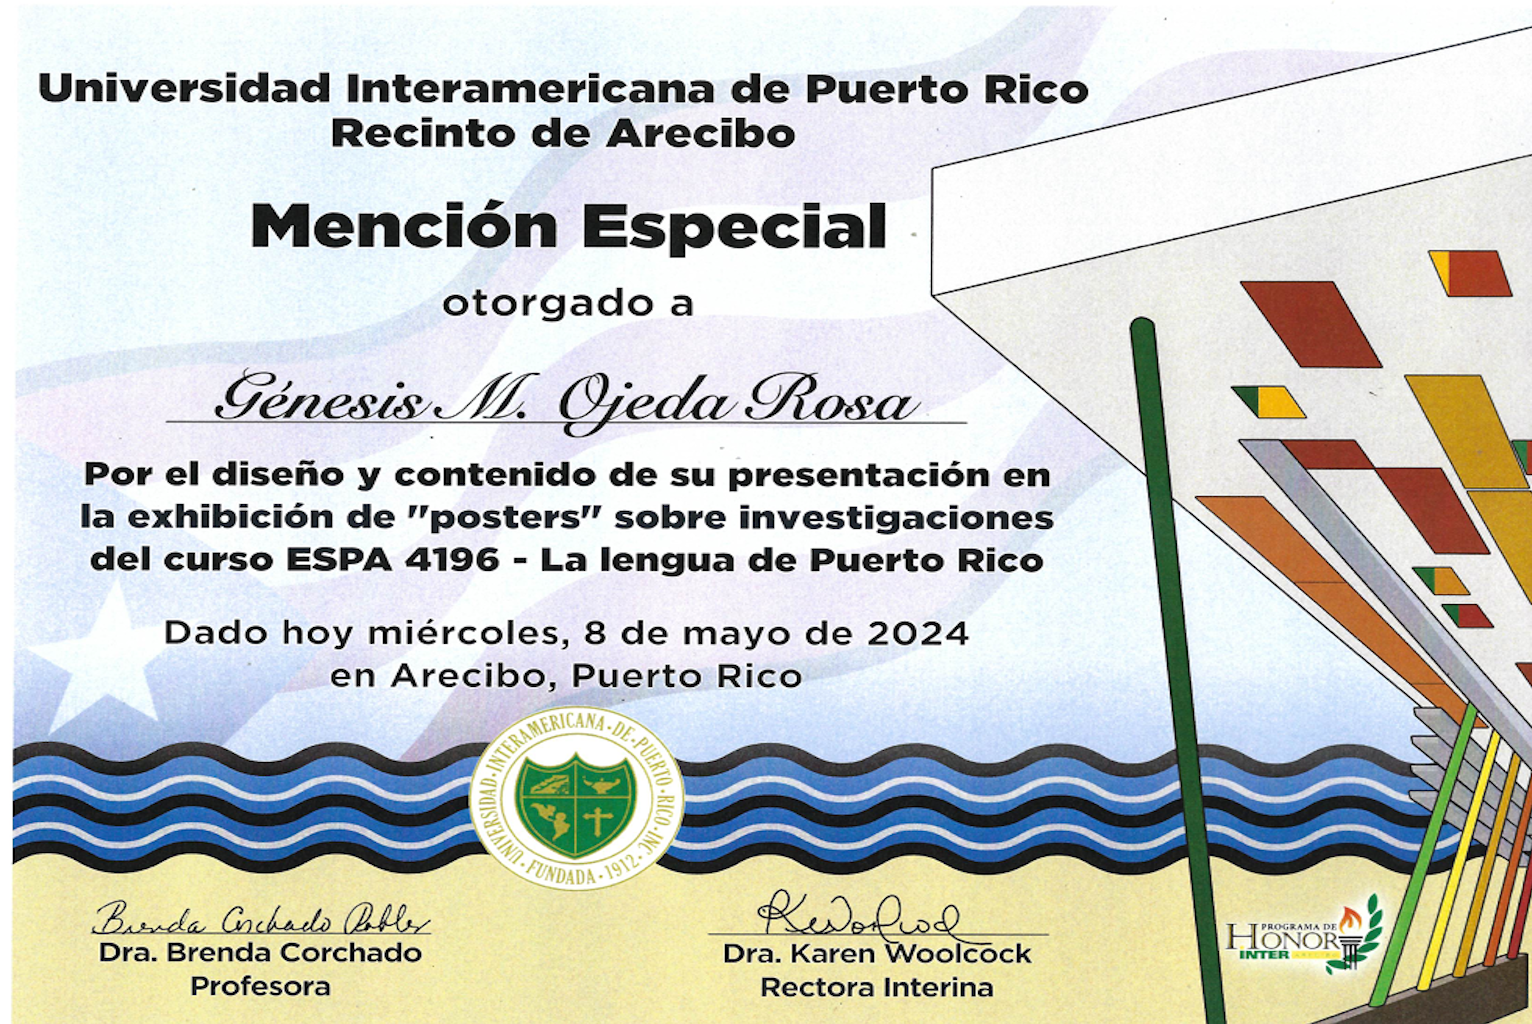 Universidad Interamericana de Puerto Rico
Recinto de Arecibo
Mención Especial
otorgado a
Génesis M. Ojeda Rosa
Por el diseño y contenido de su presentación en
la exhibición de "posters" sobre investigaciones
del curso ESPA 4196 - La lengua de Puerto Rico
Dado hoy miércoles, 8 de mayo de 2024
en Arecibo, Puerto Rico
UNIVERSIDAD · INTERAMERICANA · DE · PUERTO · RICO · INC ·
· FUNDADA · 1912 ·
Brenda Corchado Robles
Dra. Brenda Corchado
Profesora
KWoolcock
Dra. Karen Woolcock
Rectora Interina
PROGRAMA DE
HONOR
INTER ARECIBO